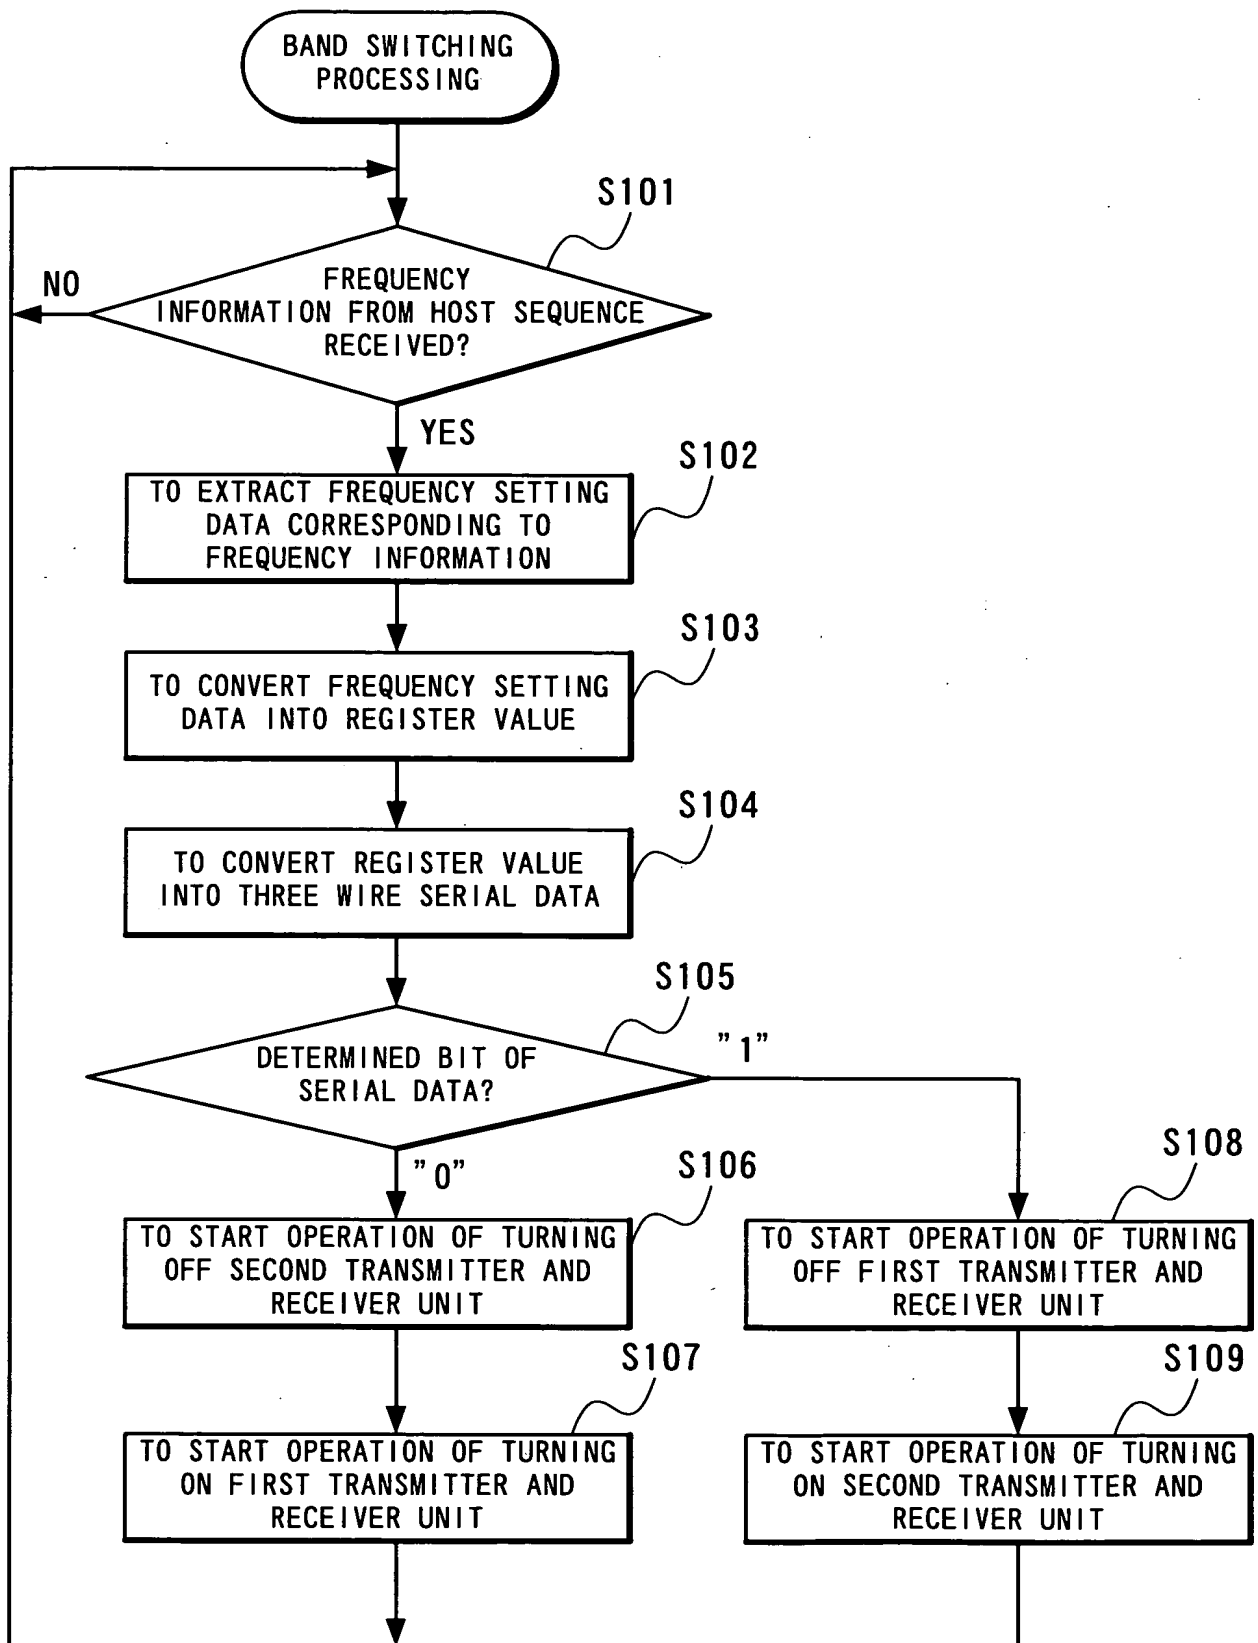 BAND SWITCHING
PROCESSING
S101
NO
FREQUENCY
INFORMATION FROM HOST SEQUENCE
RECEIVED?
YES
S102
TO EXTRACT FREQUENCY SETTING
DATA CORRESPONDING TO
FREQUENCY INFORMATION
S103
TO CONVERT FREQUENCY SETTING
DATA INTO REGISTER VALUE
S104
TO CONVERT REGISTER VALUE
INTO THREE WIRE SERIAL DATA
S105
DETERMINED BIT OF
SERIAL DATA?
"1"
"0"
S106
TO START OPERATION OF TURNING
OFF SECOND TRANSMITTER AND
RECEIVER UNIT
S108
TO START OPERATION OF TURNING
OFF FIRST TRANSMITTER AND
RECEIVER UNIT
S107
TO START OPERATION OF TURNING
ON FIRST TRANSMITTER AND
RECEIVER UNIT
S109
TO START OPERATION OF TURNING
ON SECOND TRANSMITTER AND
RECEIVER UNIT